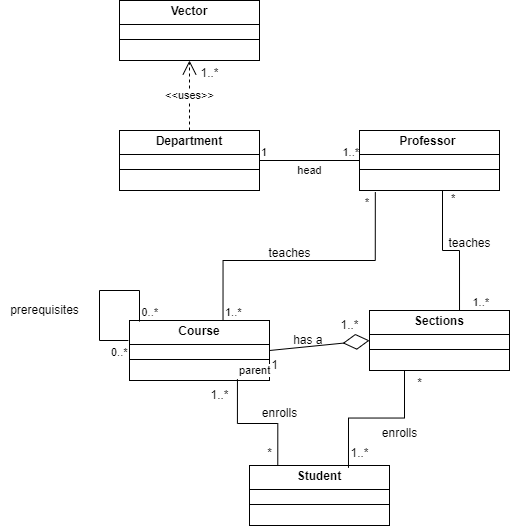 Vector
1..*
<<uses>>
Department
Professor
1
1..*
head
*
*
teaches
teaches
prerequisites
0..*
1..*
1..*
Sections
1..*
Course
has a
0..*
parent
1
*
1..*
enrolls
enrolls
*
1..*
Student